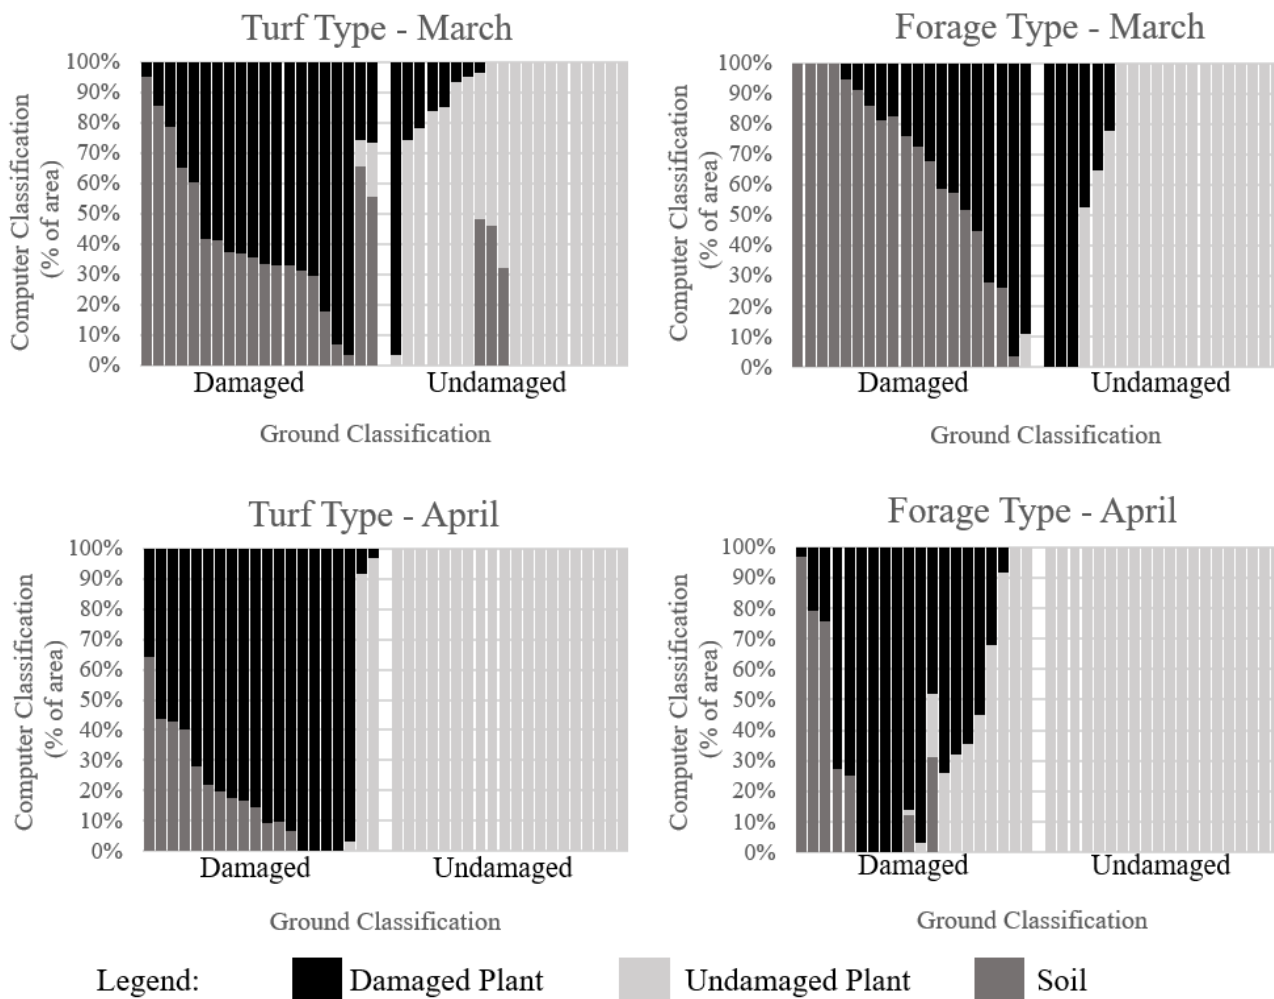 Turf Type - March
100%
90%
80%
70%
60%
50%
40%
30%
20%
10%
0%
Computer Classification
(% of area)
Damaged
Undamaged
Ground Classification
Forage Type - March
100%
90%
80%
70%
60%
50%
40%
30%
20%
10%
0%
Computer Classification
(% of area)
Damaged
Undamaged
Ground Classification
Turf Type - April
100%
90%
80%
70%
60%
50%
40%
30%
20%
10%
0%
Computer Classification
(% of area)
Damaged
Undamaged
Ground Classification
Forage Type - April
100%
90%
80%
70%
60%
50%
40%
30%
20%
10%
0%
Computer Classification
(% of area)
Damaged
Undamaged
Ground Classification
Legend: Damaged Plant Undamaged Plant Soil